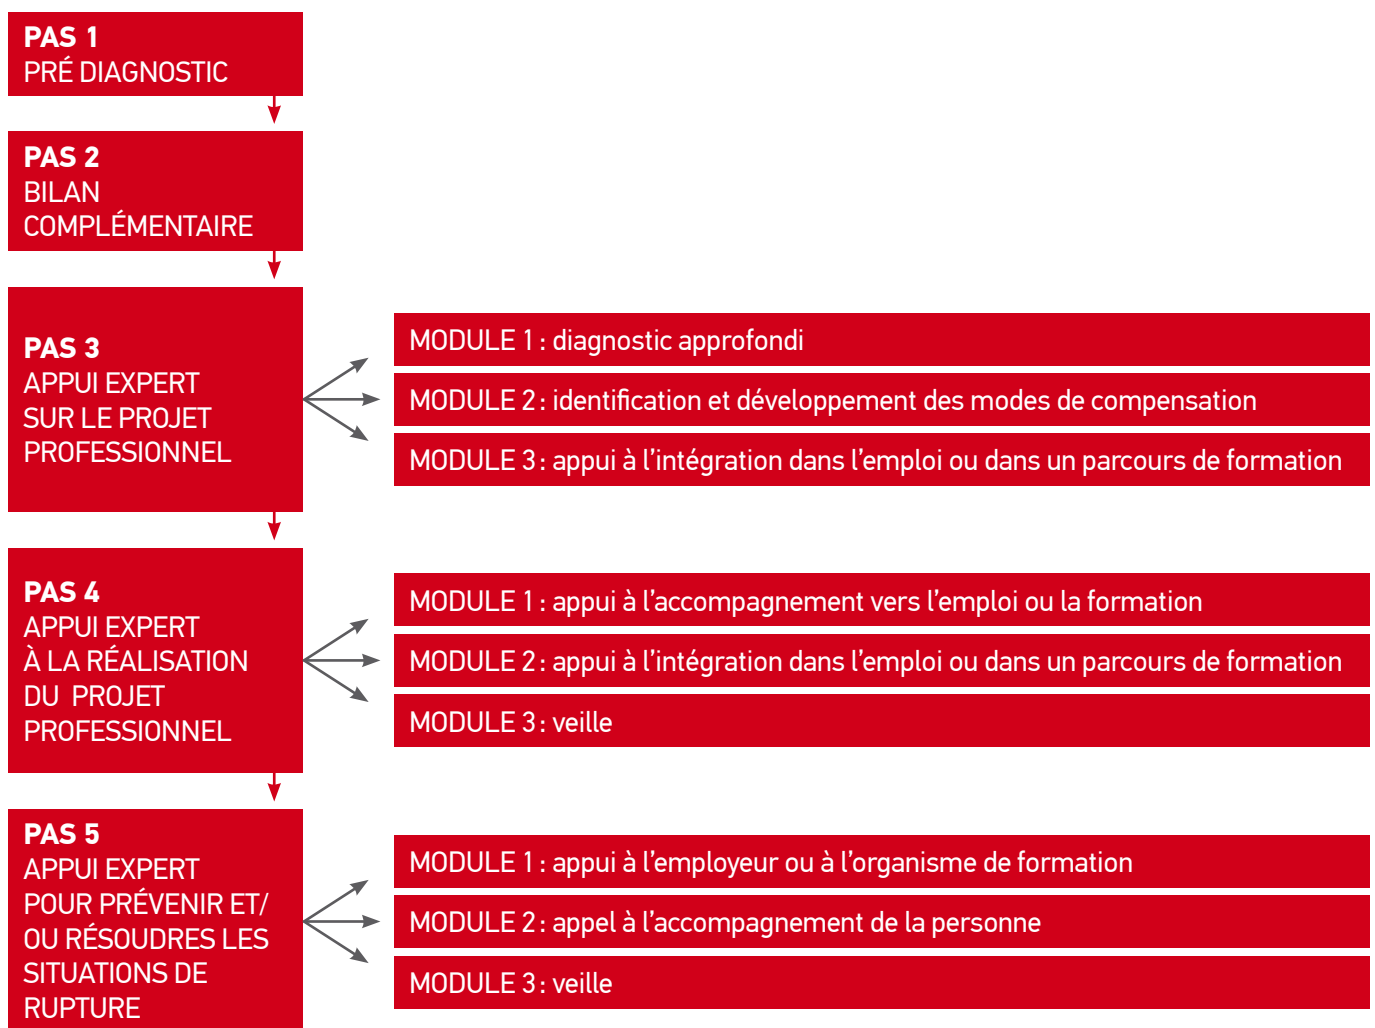 PAS 1
PRÉ DIAGNOSTIC
PAS 2
BILAN
COMPLÉMENTAIRE
PAS 3
APPUI EXPERT
SUR LE PROJET
PROFESSIONNEL
MODULE 1 : diagnostic approfondi
MODULE 2 : identification et développement des modes de compensation
MODULE 3 : appui à l’intégration dans l’emploi ou dans un parcours de formation
PAS 4
APPUI EXPERT
À LA RÉALISATION
DU PROJET
PROFESSIONNEL
MODULE 1 : appui à l’accompagnement vers l’emploi ou la formation
MODULE 2 : appui à l’intégration dans l’emploi ou dans un parcours de formation
MODULE 3 : veille
PAS 5
APPUI EXPERT
POUR PRÉVENIR ET/
OU RÉSOUDRES LES
SITUATIONS DE
RUPTURE
MODULE 1 : appui à l’employeur ou à l’organisme de formation
MODULE 2 : appel à l’accompagnement de la personne
MODULE 3 : veille